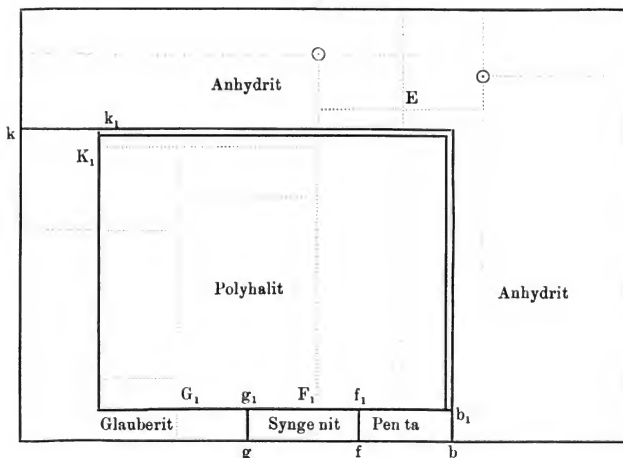 Anhydrit
E
k
k₁
K₁
Polyhalit
Anhydrit
G₁
g₁
F₁
f₁
b₁
Glauberit
Synge nit
Pen ta
g
f
b